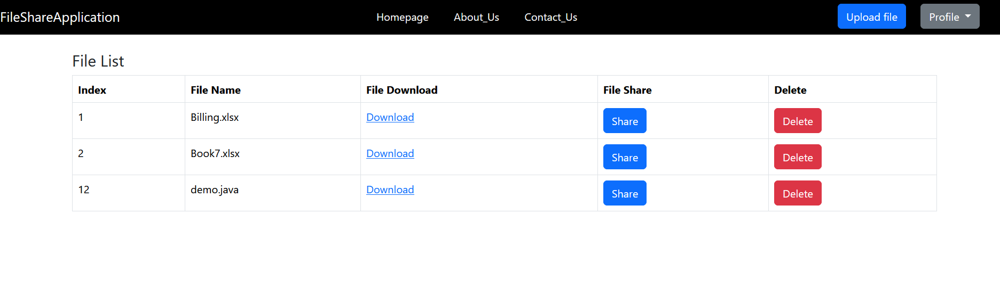 FileShareApplication Homepage About_Us Contact_Us Upload file Profile
File List
Index File Name File Download File Share Delete
1 Billing.xlsx Download Share Delete
2 Book7.xlsx Download Share Delete
12 demo.java Download Share Delete